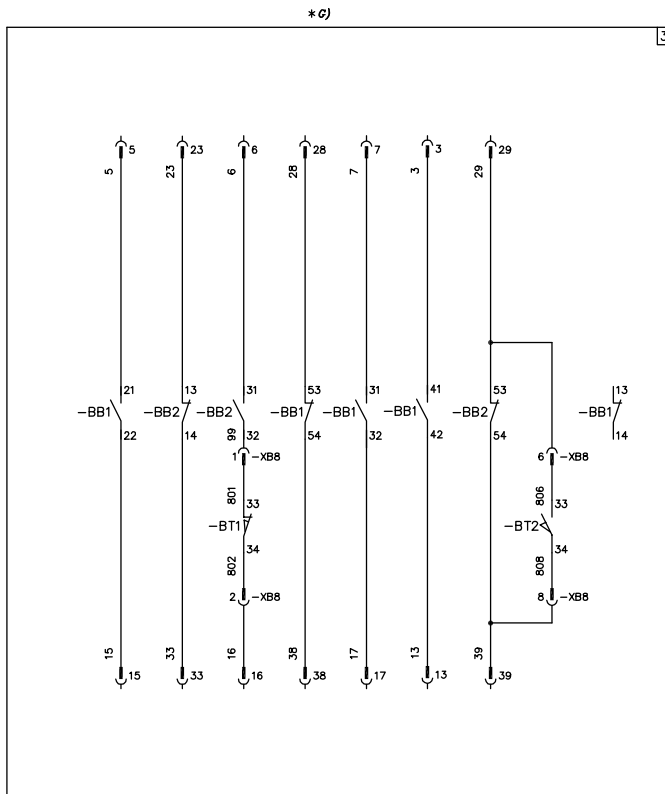 *G)
3
5 23 6 28 7 3 29
5 23 6 28 7 3 29
21 13 31 53 31 41 53 13
-BB1 -BB2 -BB2 -BB1 -BB1 -BB1 -BB2 -BB1
22 14 99 32 54 32 42 54 14
1 -XB8 6 -XB8
801 33 806 33
-BT1 -BT2
34 34
802 808
2 -XB8 8 -XB8
15 33 16 38 17 13 39
15 33 16 38 17 13 39